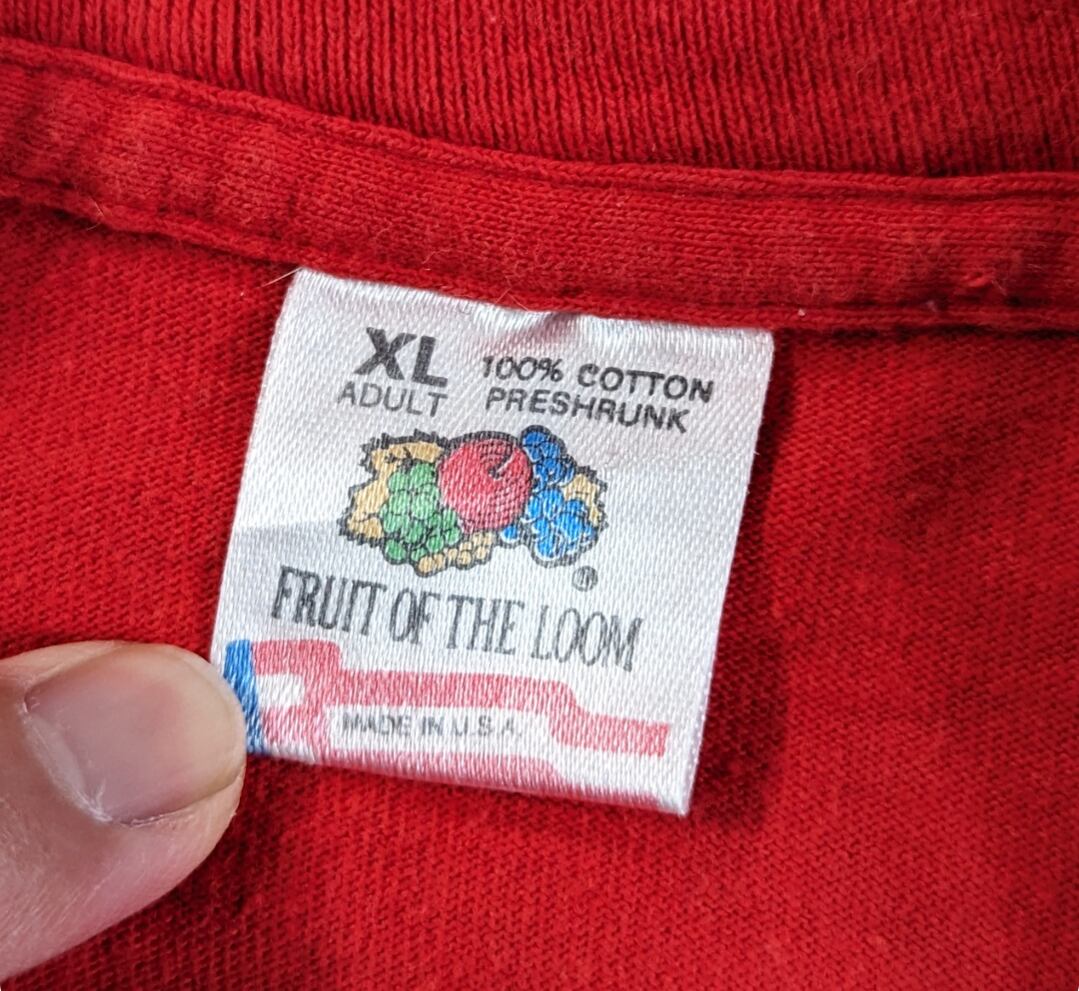 XL
ADULT
100% COTTON
PRESHRUNK
®
FRUIT OF THE LOOM
MADE IN U.S.A.